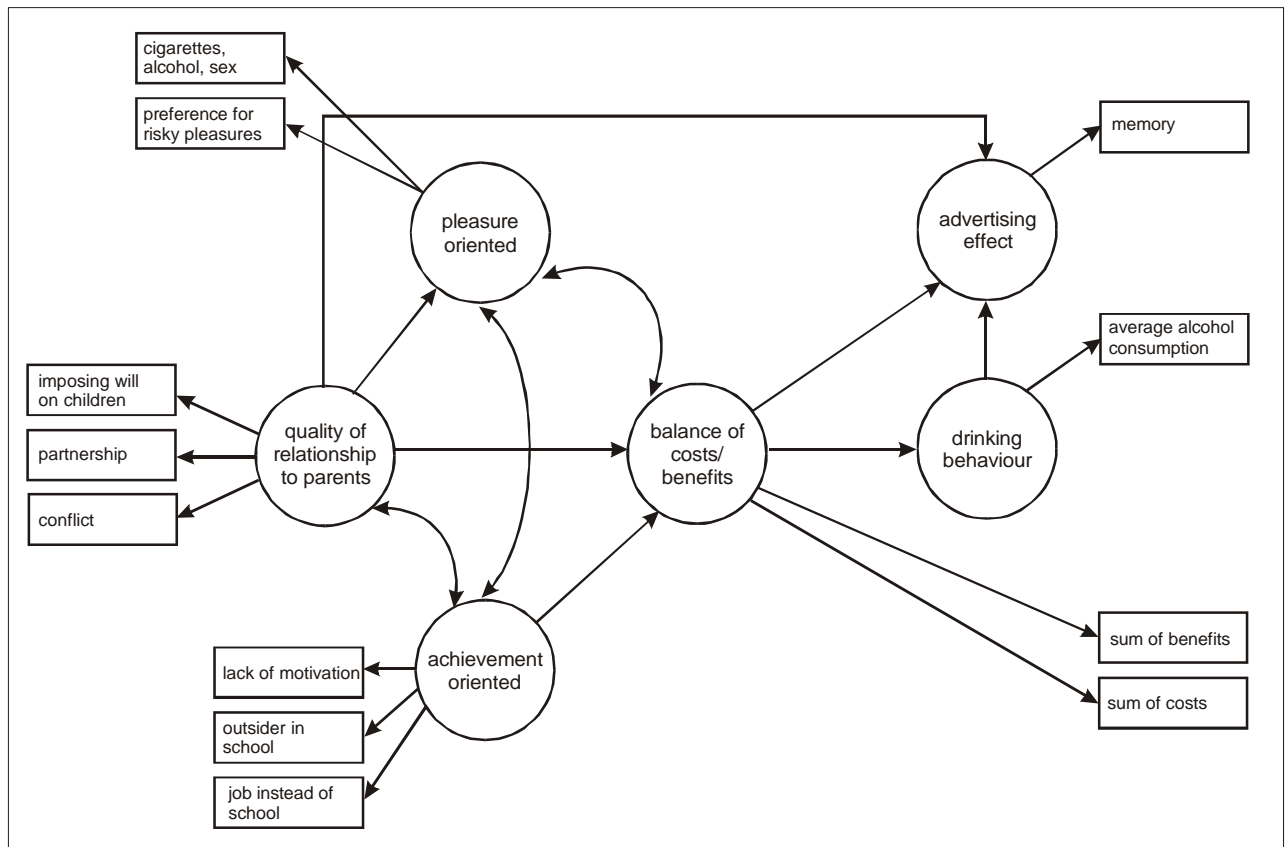 cigarettes,
alcohol, sex
preference for
risky pleasures
memory
pleasure
oriented
advertising
effect
average alcohol
consumption
imposing will
on children
partnership
conflict
quality of
relationship
to parents
balance of
costs/
benefits
drinking
behaviour
lack of motivation
outsider in
school
job instead of
school
achievement
oriented
sum of benefits
sum of costs